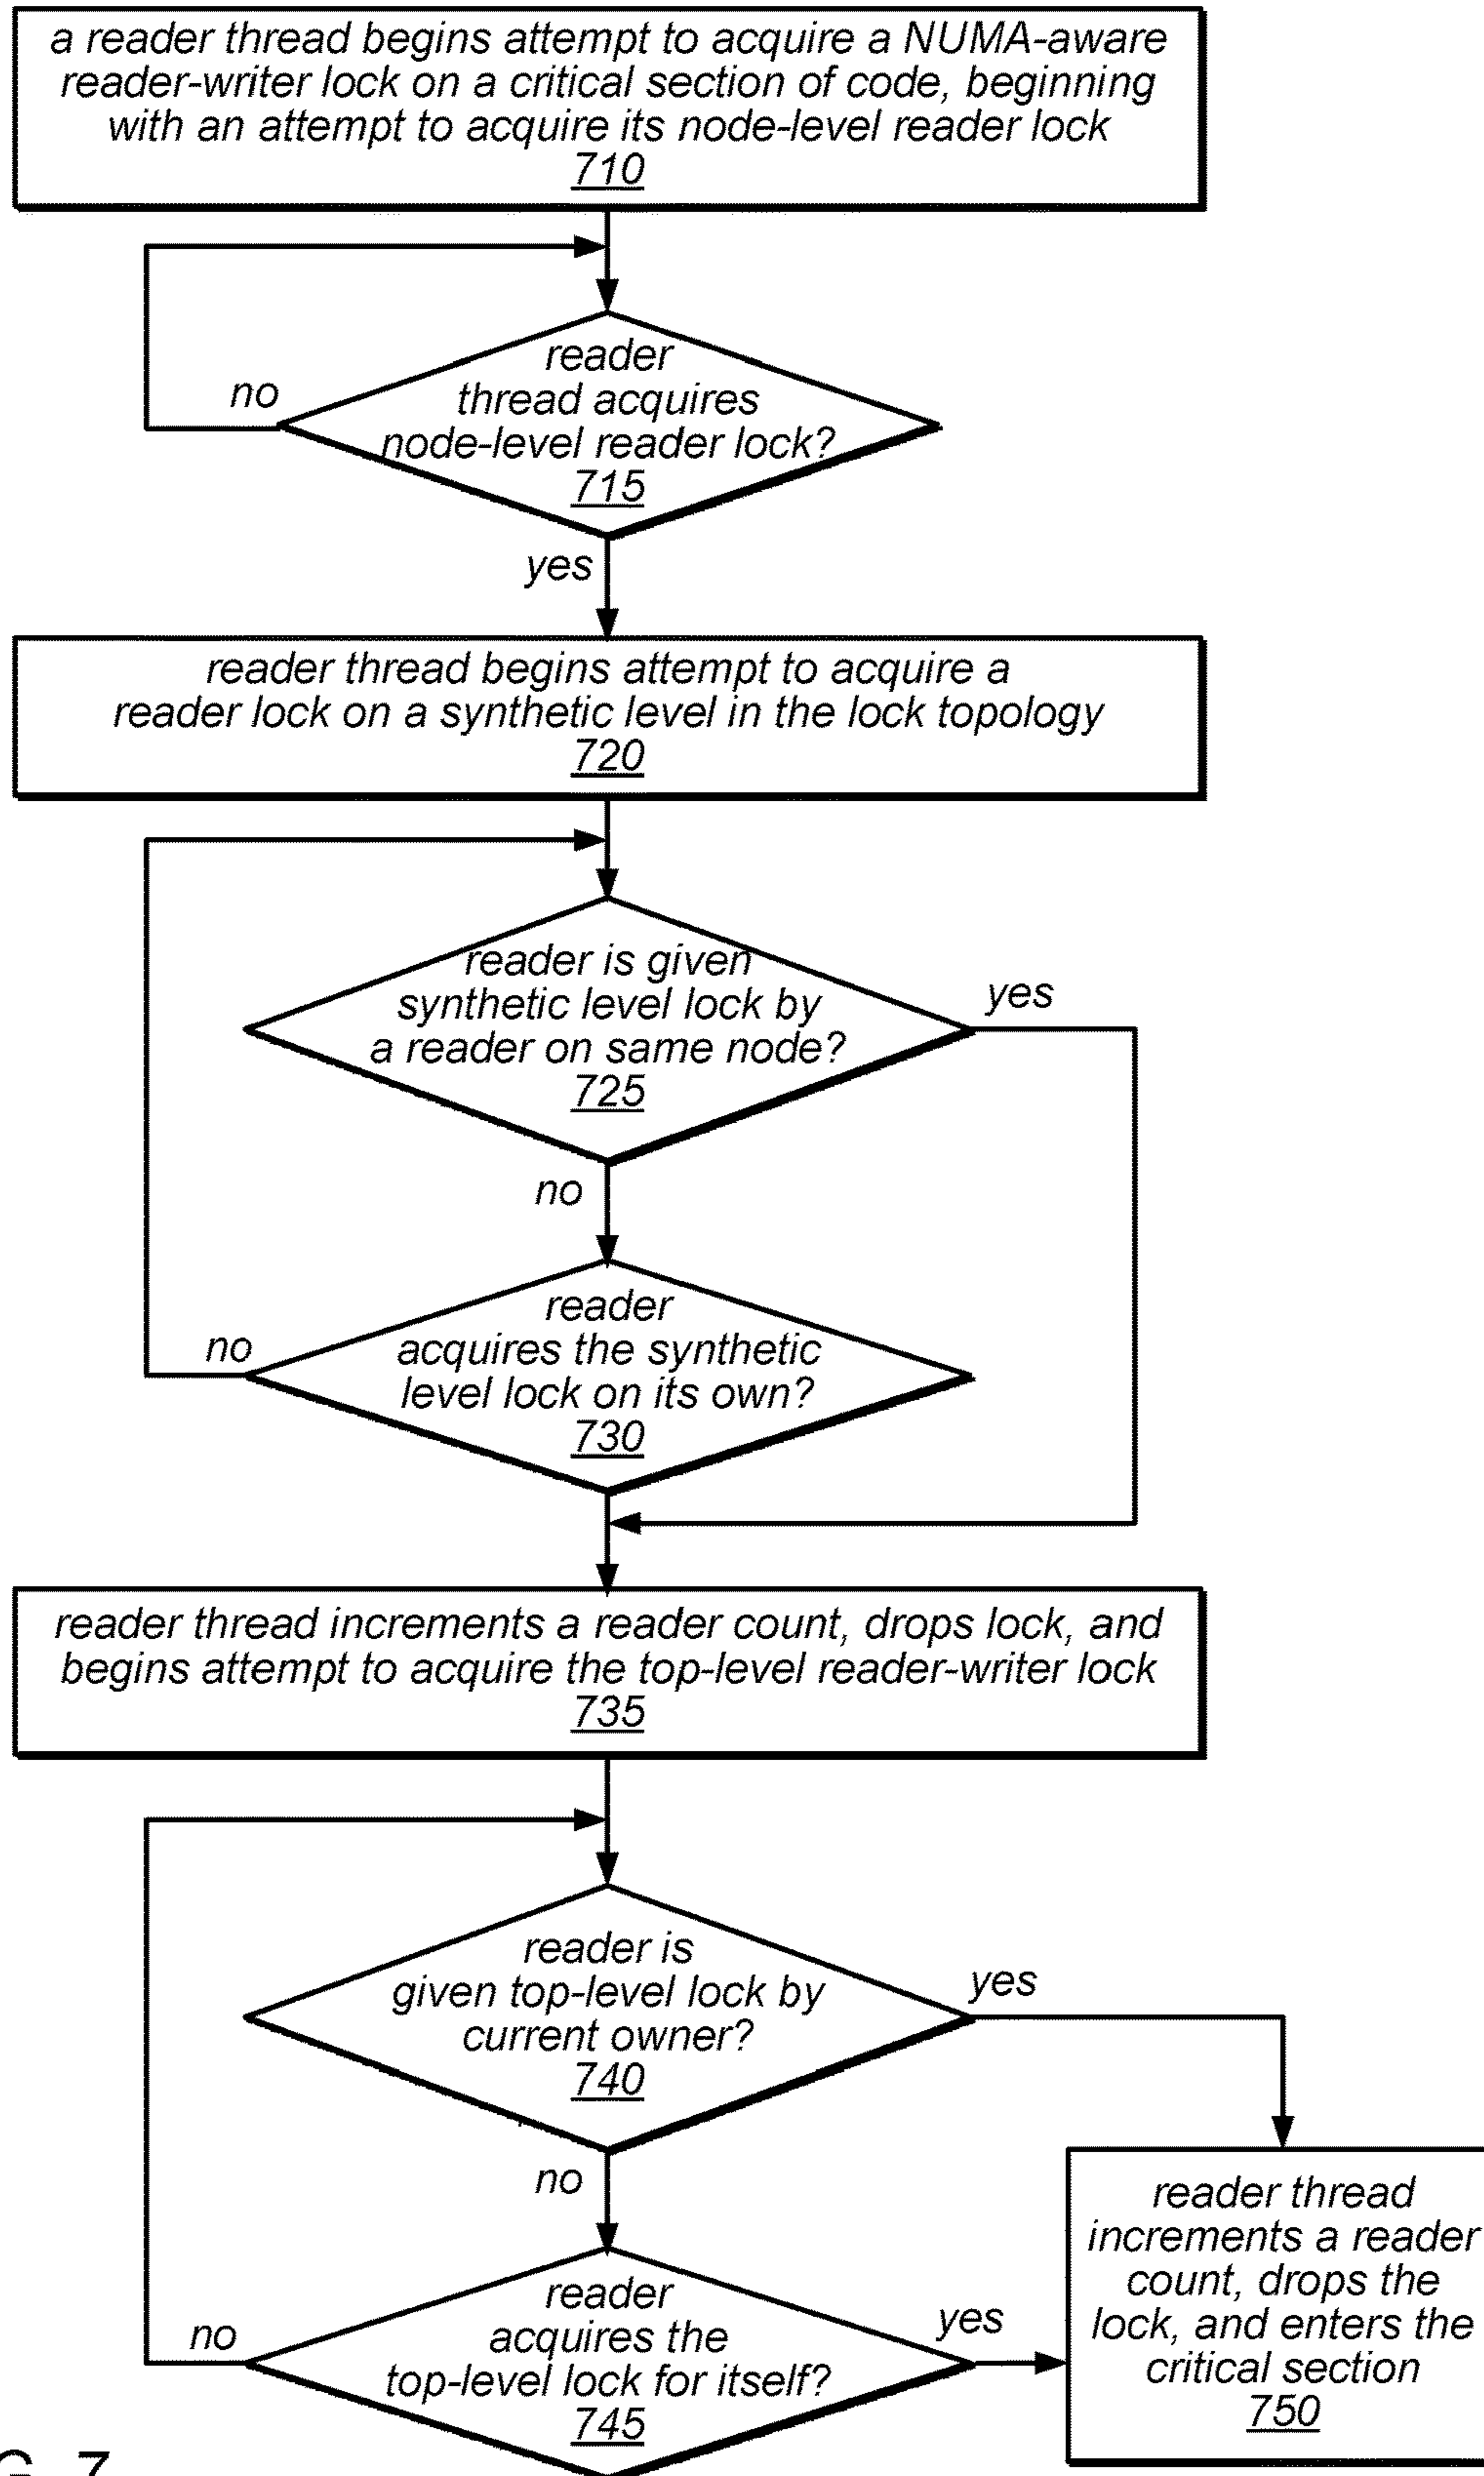 a reader thread begins attempt to acquire a NUMA-aware
reader-writer lock on a critical section of code, beginning
with an attempt to acquire its node-level reader lock
710
reader
thread acquires
node-level reader lock?
715
no
yes
reader thread begins attempt to acquire a
reader lock on a synthetic level in the lock topology
720
reader is given
synthetic level lock by
a reader on same node?
725
yes
no
reader
acquires the synthetic
level lock on its own?
730
no
reader thread increments a reader count, drops lock, and
begins attempt to acquire the top-level reader-writer lock
735
reader is
given top-level lock by
current owner?
740
yes
no
reader
acquires the
top-level lock for itself?
745
no
yes
reader thread
increments a reader
count, drops the
lock, and enters the
critical section
750
G. 7